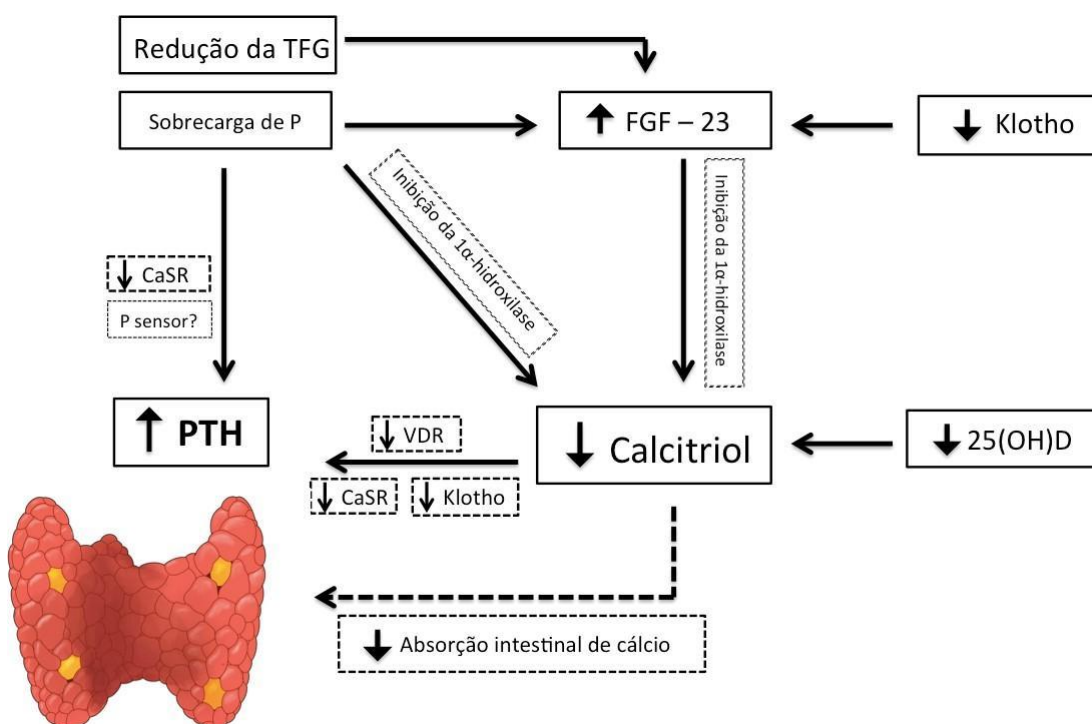 Redução da TFG
Sobrecarga de P
FGF – 23
Klotho
Inibição da 1α-hidroxilase
Inibição da 1α-hidroxilase
CaSR
P sensor?
PTH
VDR
CaSR
Klotho
Calcitriol
25(OH)D
Absorção intestinal de cálcio